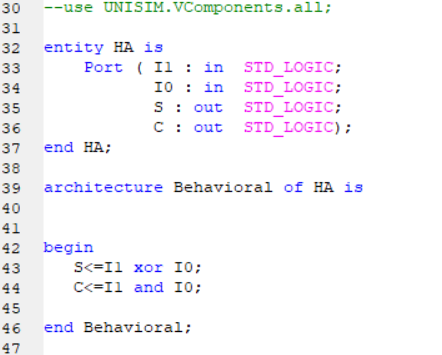 30 --use UNISIM.VComponents.all;
31
32 entity HA is
33     Port ( I1 : in  STD_LOGIC;
34            I0 : in  STD_LOGIC;
35            S : out  STD_LOGIC;
36            C : out  STD_LOGIC);
37 end HA;
38
39 architecture Behavioral of HA is
40
41
42 begin
43    S<=I1 xor I0;
44    C<=I1 and I0;
45
46 end Behavioral;
47